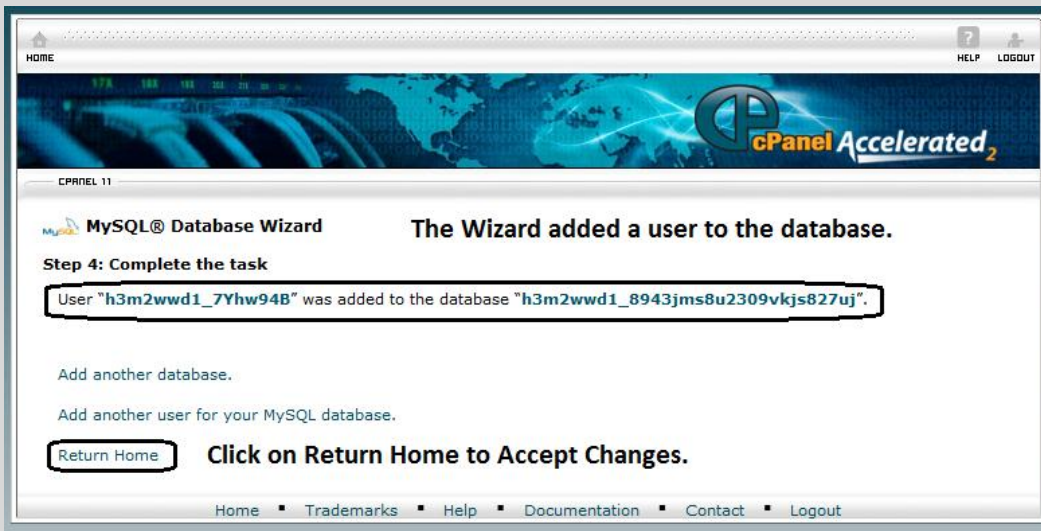 HOME
HELP LOGOUT
cPanel Accelerated2
CPANEL 11
MySQL MySQL® Database Wizard
The Wizard added a user to the database.
Step 4: Complete the task
User "h3m2wwd1_7Yhw94B" was added to the database "h3m2wwd1_8943jms8u2309vkjs827uj".
Add another database.
Add another user for your MySQL database.
Return Home
Click on Return Home to Accept Changes.
Home ▪ Trademarks ▪ Help ▪ Documentation ▪ Contact ▪ Logout